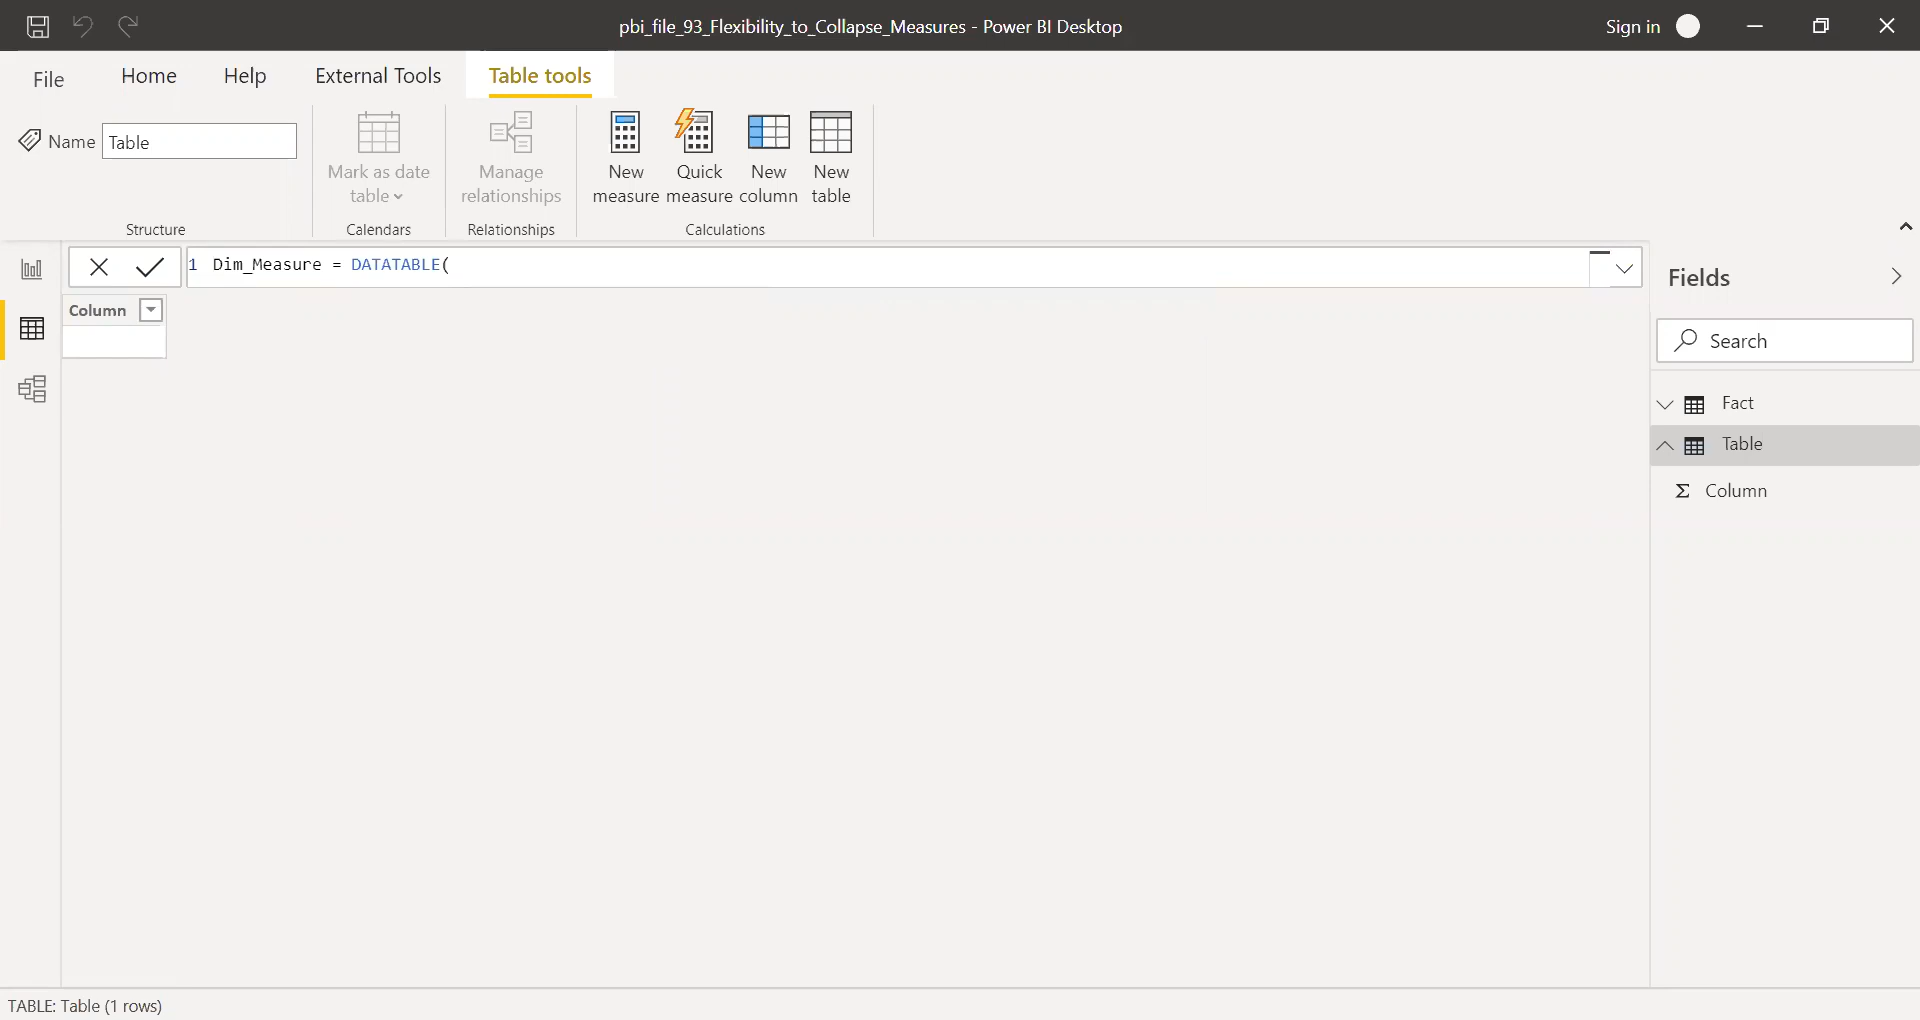 pbi_file_93_Flexibility_to_Collapse_Measures - Power BI Desktop
Sign in
File Home Help External Tools Table tools
Name Table
Mark as date table
Manage relationships
New measure
Quick measure
New column
New table
Structure Calendars Relationships Calculations
1 Dim_Measure = DATATABLE(
Column
Fields
Search
Fact
Table
Σ Column
TABLE: Table (1 rows)